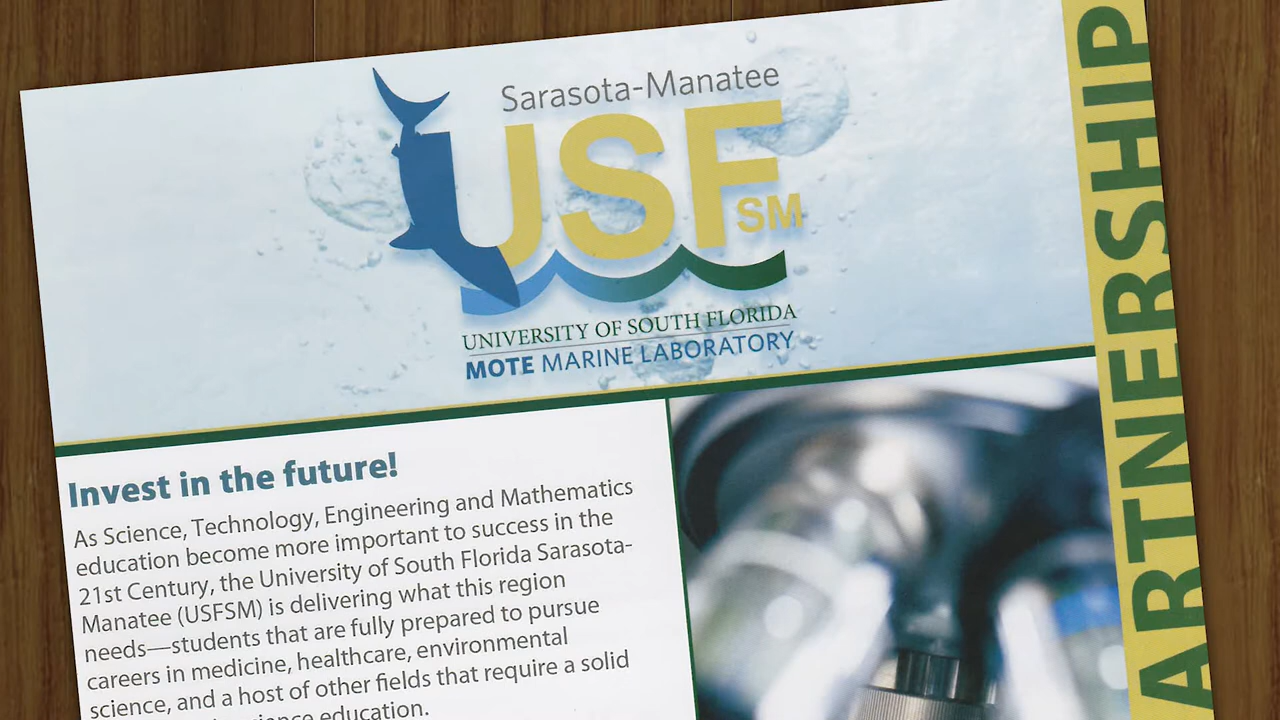 Sarasota-Manatee
USF
SM
UNIVERSITY OF SOUTH FLORIDA
MOTE MARINE LABORATORY
Invest in the future!
As Science, Technology, Engineering and Mathematics
education become more important to success in the
21st Century, the University of South Florida Sarasota-
Manatee (USFSM) is delivering what this region
needs—students that are fully prepared to pursue
careers in medicine, healthcare, environmental
science, and a host of other fields that require a solid
education.
ARTNERSHIP